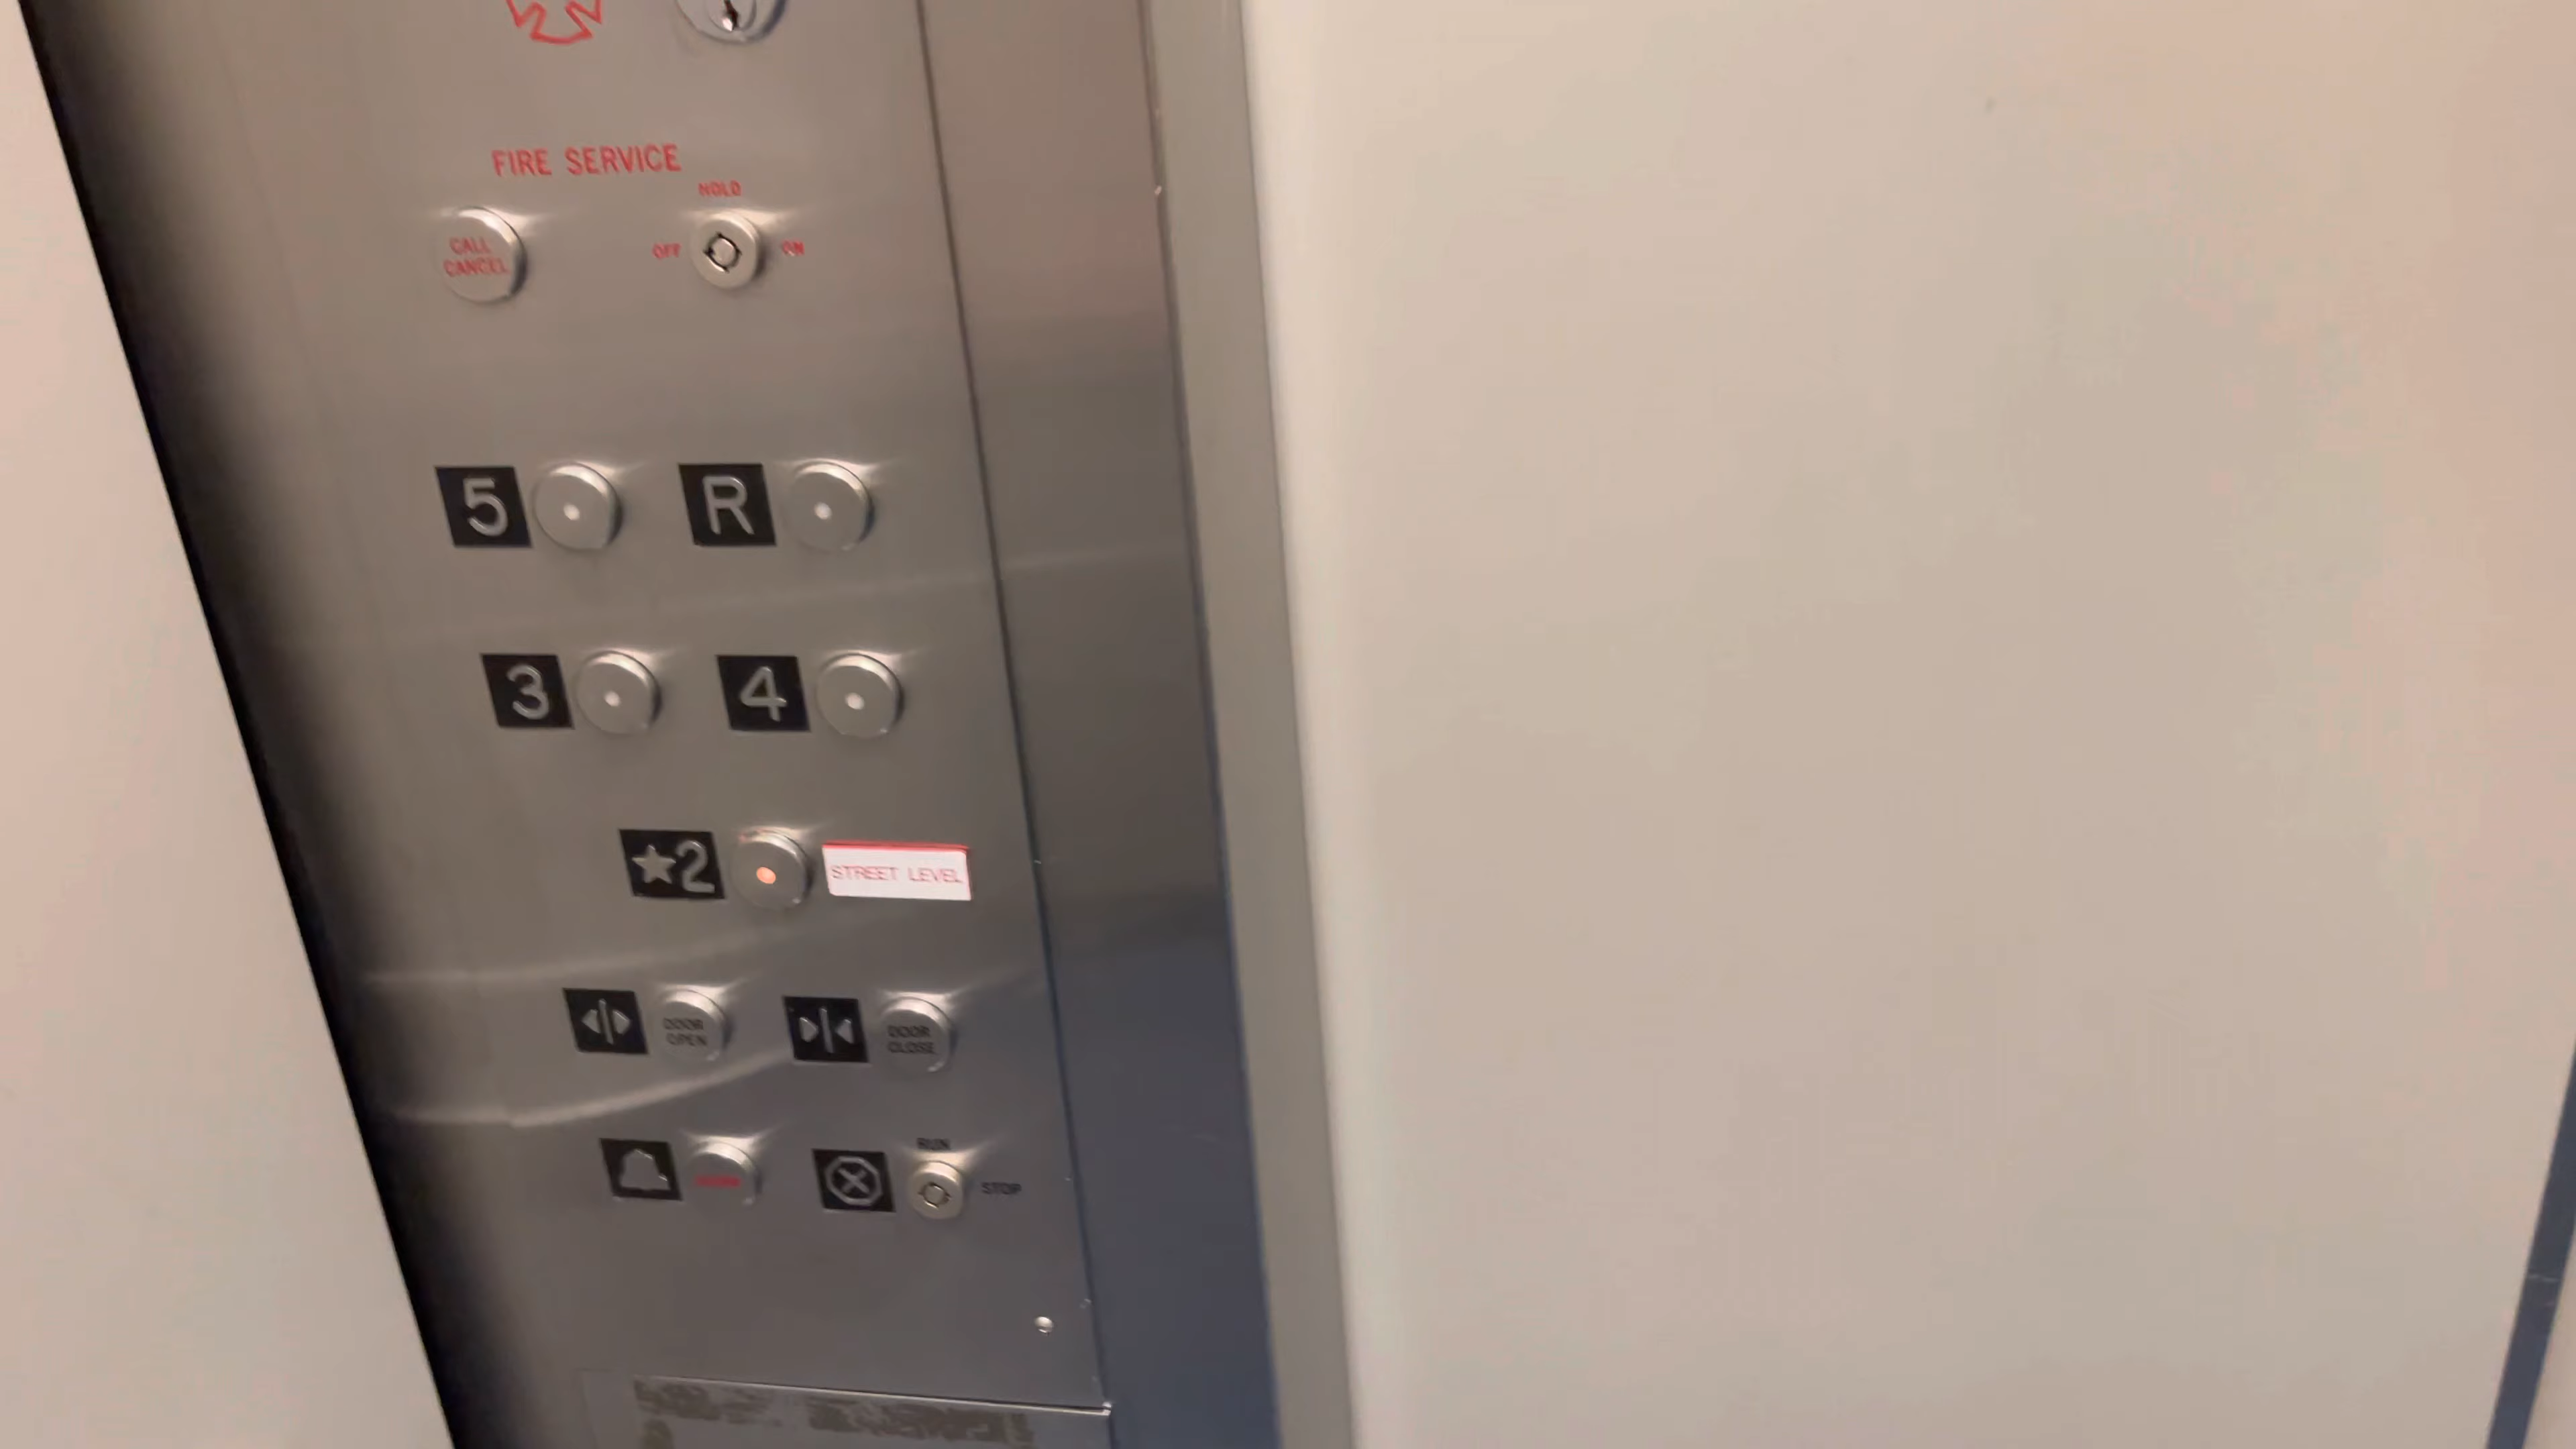 FIRE SERVICE
HOLD
CALL
CANCEL
OFF
ON
5
R
3
4
★2
STREET LEVEL
DOOR
OPEN
DOOR
CLOSE
RUN
STOP